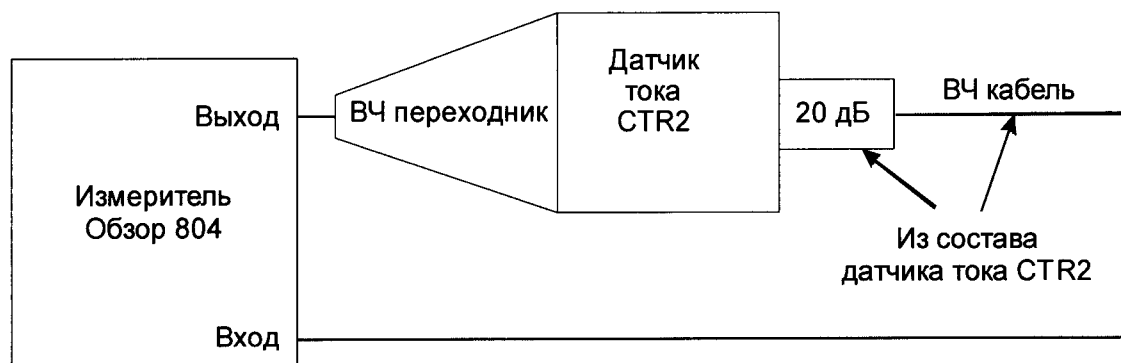 Датчик
тока
CTR2
ВЧ переходник
20 дБ
ВЧ кабель
Выход
Измеритель
Обзор 804
Из состава
датчика тока CTR2
Вход